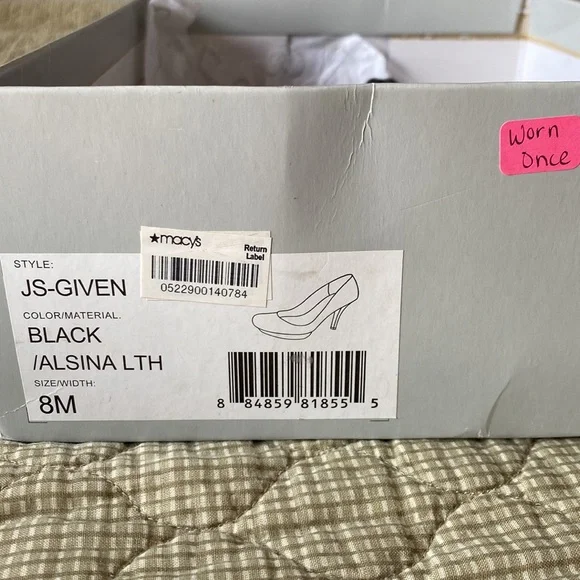 Worn
Once
★macy's
Return
Label
0522900140784
STYLE:
JS-GIVEN
COLOR/MATERIAL.
BLACK
/ALSINA LTH
SIZE/WIDTH:
8M
8 84859 81855 5